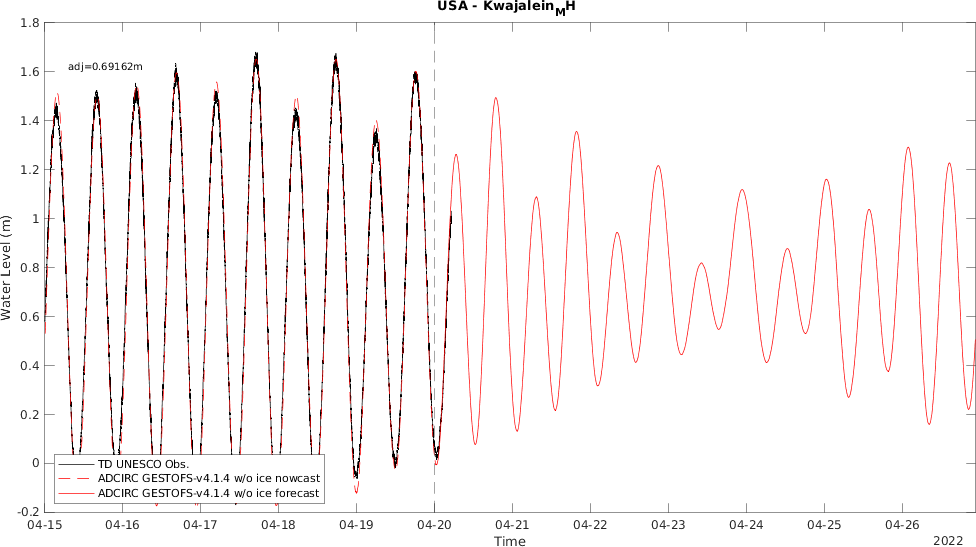 USA - Kwajalein_MH
1.8
1.6
1.4
1.2
1
0.8
0.6
0.4
0.2
0
-0.2
Water Level (m)
adj=0.69162m
TD UNESCO Obs.
ADCIRC GESTOFS-v4.1.4 w/o ice nowcast
ADCIRC GESTOFS-v4.1.4 w/o ice forecast
04-15 04-16 04-17 04-18 04-19 04-20 04-21 04-22 04-23 04-24 04-25 04-26
Time
2022